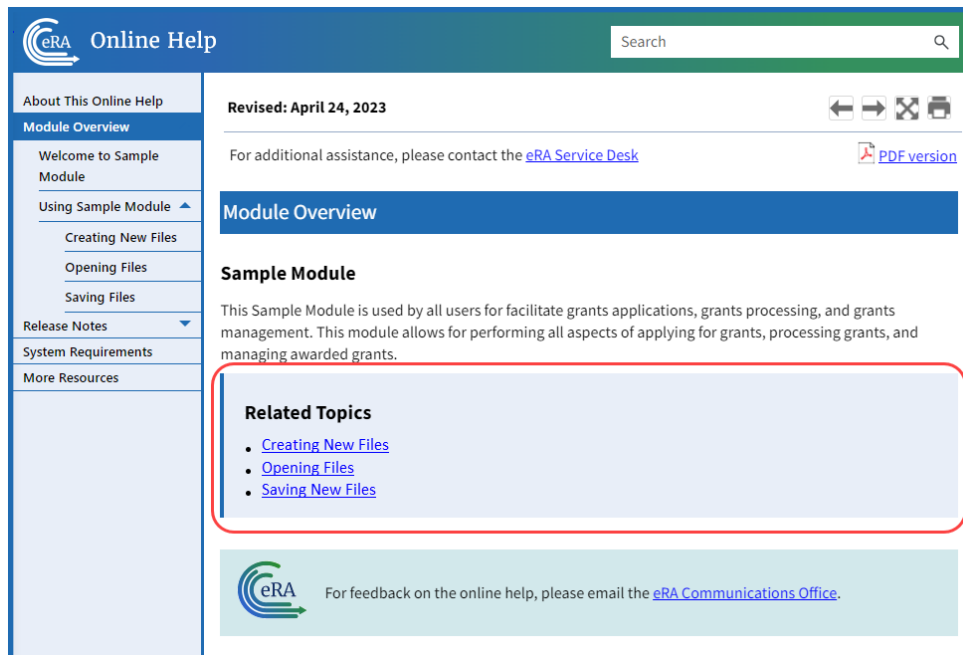 eRA Online Help
Search
About This Online Help
Module Overview
Welcome to Sample
Module
Using Sample Module
Creating New Files
Opening Files
Saving Files
Release Notes
System Requirements
More Resources
Revised: April 24, 2023
For additional assistance, please contact the eRA Service Desk
PDF version
Module Overview
Sample Module
This Sample Module is used by all users for facilitate grants applications, grants processing, and grants
management. This module allows for performing all aspects of applying for grants, processing grants, and
managing awarded grants.
Related Topics
Creating New Files
Opening Files
Saving New Files
eRA
For feedback on the online help, please email the eRA Communications Office.